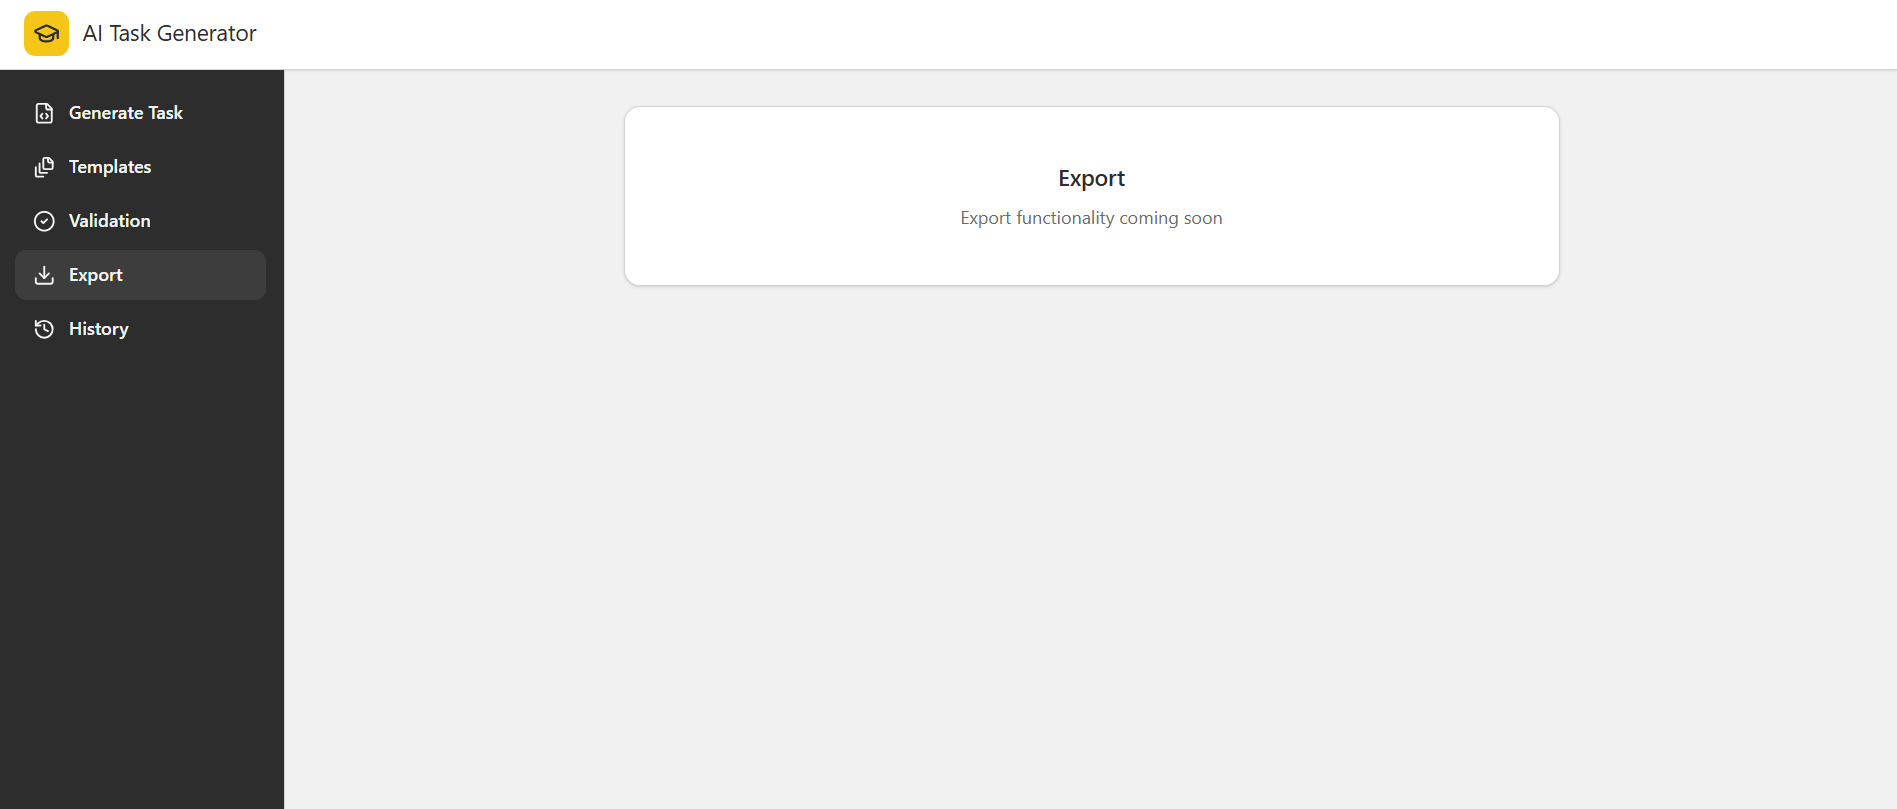 AI Task Generator
Generate Task
Templates
Validation
Export
History
Export
Export functionality coming soon